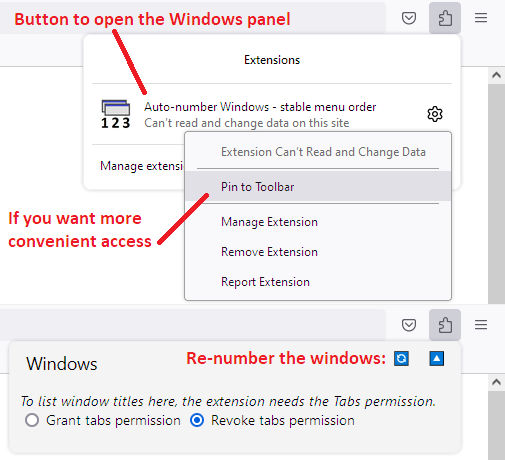 Button to open the Windows panel
Extensions
Auto-number Windows - stable menu order
Can't read and change data on this site
123
Manage extensi
Extension Can't Read and Change Data
Pin to Toolbar
If you want more
convenient access
Manage Extension
Remove Extension
Report Extension
Windows
Re-number the windows:
To list window titles here, the extension needs the Tabs permission.
Grant tabs permission
Revoke tabs permission